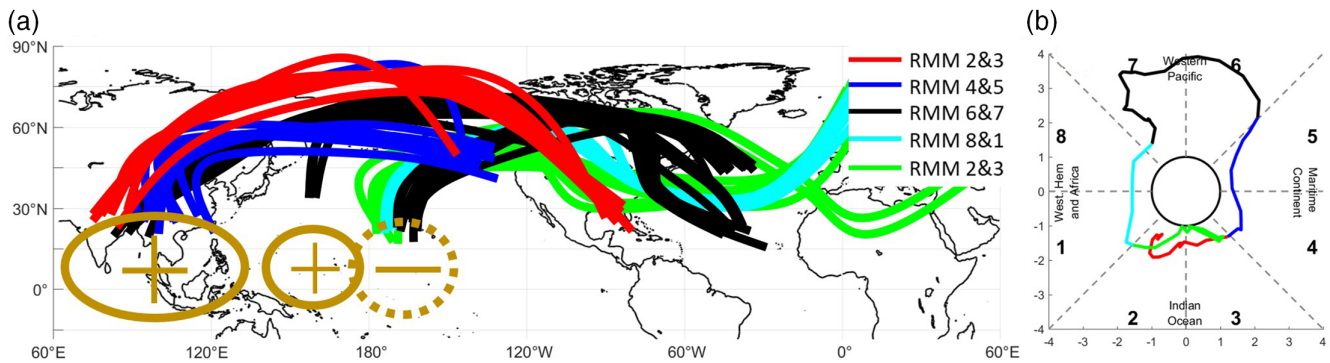 (a)
90°N
60°N
30°N
0°
60°E
120°E
180°
120°W
60°W
0°
60°E
RMM 2&3
RMM 4&5
RMM 6&7
RMM 8&1
RMM 2&3
(b)
4
3
2
1
0
-1
-2
-3
-4
-4
-3
-2
-1
0
1
2
3
4
7
Western
Pacific
6
8
5
West. Hem
and Africa
Maritime
Continent
1
4
2
Indian
Ocean
3